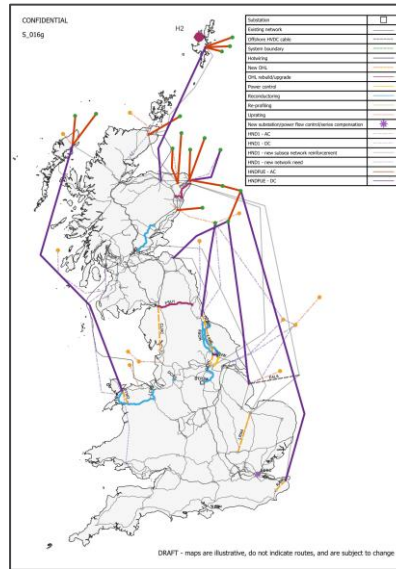 CONFIDENTIAL
S_016g
H2
Substation
Existing network
Offshore HVDC cable
System boundary
Hotwiring
New OHL
OHL rebuild/upgrade
Power control
Reconductoring
Re-profiling
Uprating
New substation/power flow control/series compensation
HND1 - AC
HND1 - DC
HND1 - new subsea network reinforcement
HND1 - new network need
HNDFUE - AC
HNDFUE - DC
DRAFT - maps are illustrative, do not indicate routes, and are subject to change